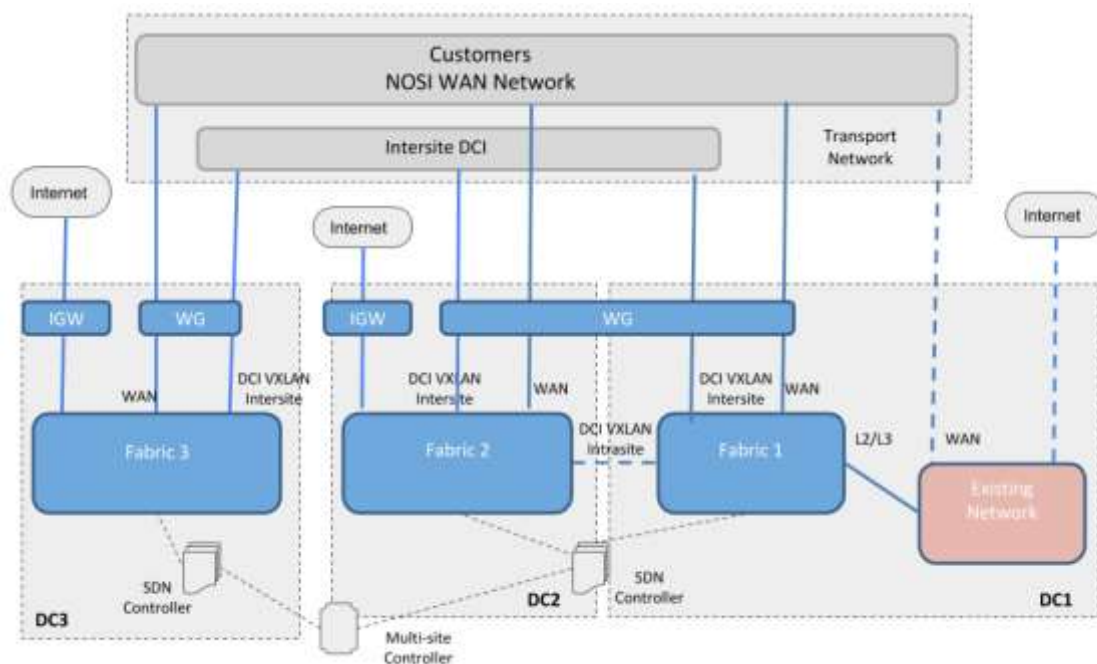 Customers
NOSI WAN Network
Intersite DCI
Transport
Network
Internet
Internet
Internet
IGW
WG
IGW
WG
WAN
DCI VXLAN
Intersite
DCI VXLAN
Intersite
WAN
DCI VXLAN
Intersite
WAN
DCI VXLAN
Intrasite
L2/L3
WAN
Fabric 3
Fabric 2
Fabric 1
Existing
Network
SDN
Controller
SDN
Controller
DC3
DC2
DC1
Multi-site
Controller